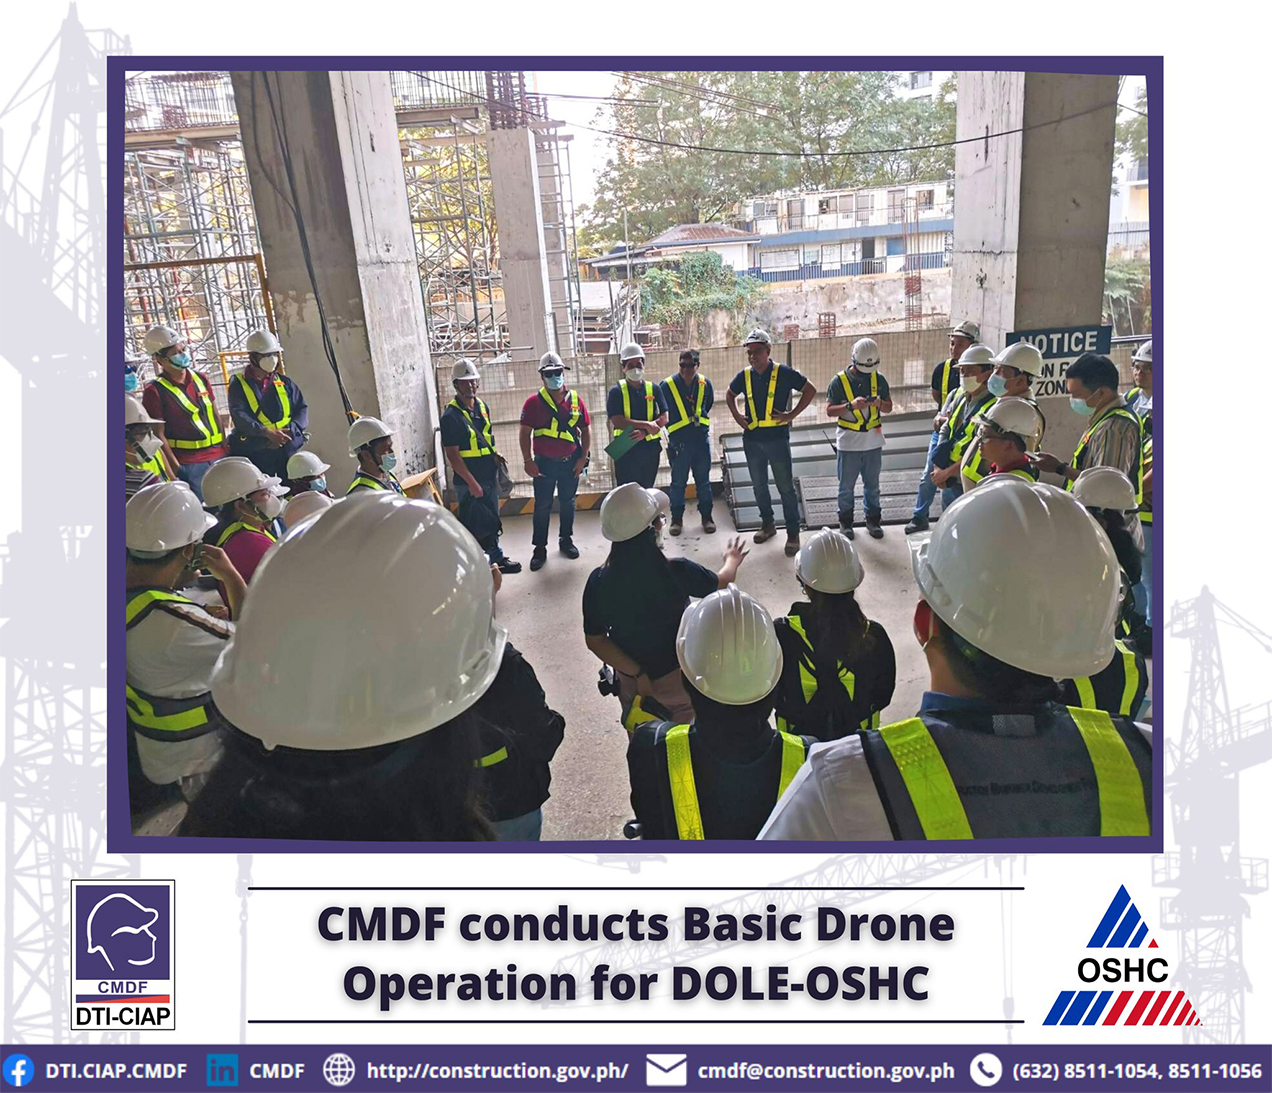 NOTICE
ZON
CMDF
DTI-CIAP
CMDF conducts Basic Drone
Operation for DOLE-OSHC
OSHC
DTI.CIAP.CMDF CMDF http://construction.gov.ph/ cmdf@construction.gov.ph (632) 8511-1054, 8511-1056